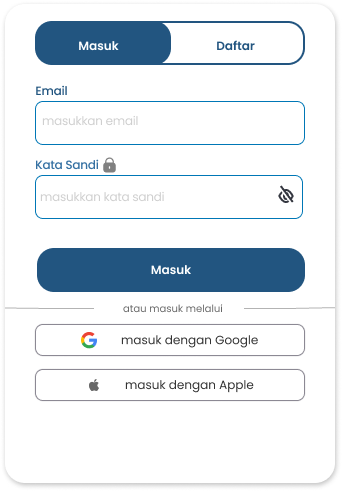 Masuk Daftar
Email
masukkan email
Kata Sandi
masukkan kata sandi
Masuk
atau masuk melalui
masuk dengan Google
masuk dengan Apple